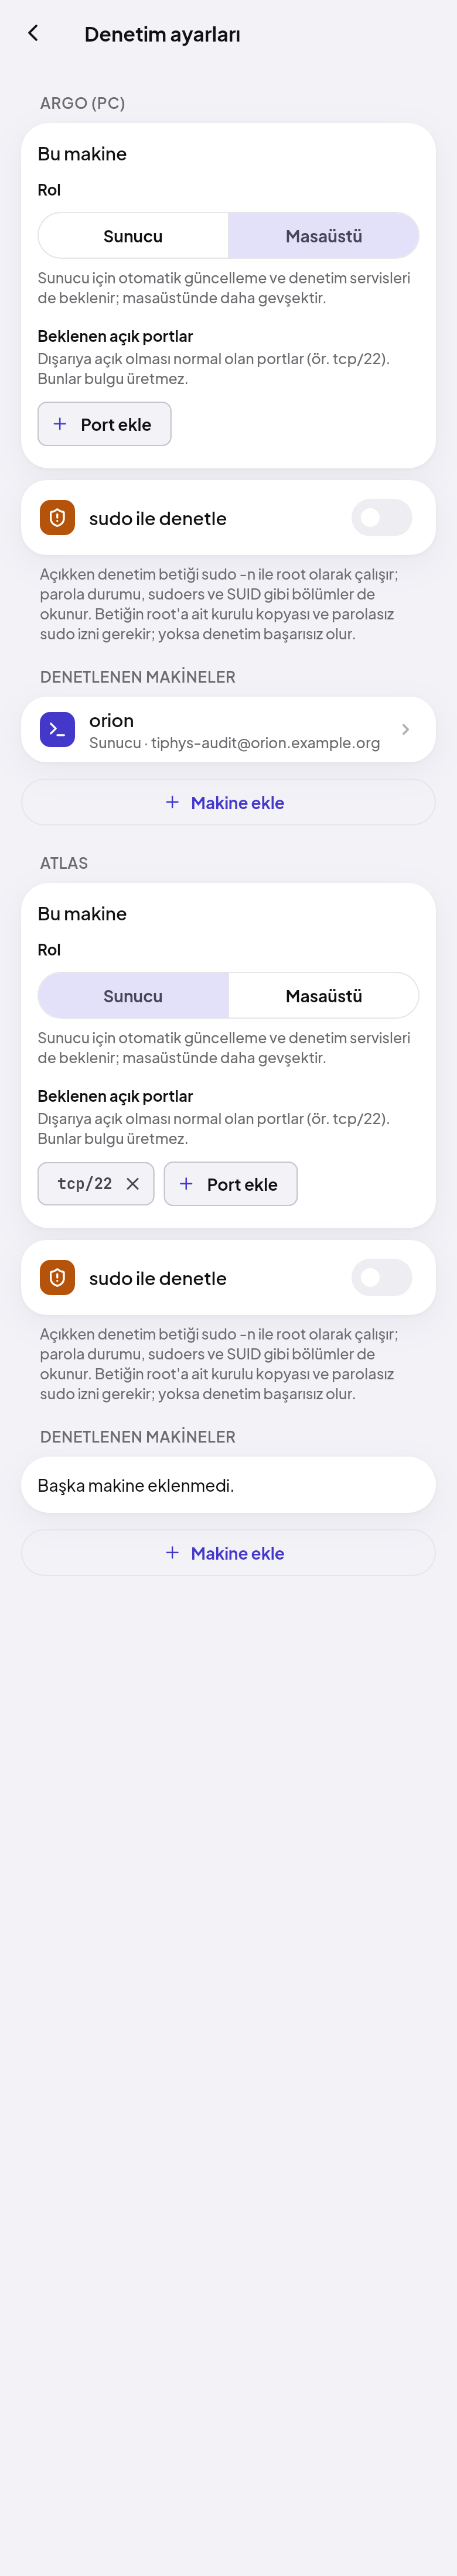 Denetim ayarları
ARGO (PC)
Bu makine
Rol
Sunucu
Masaüstü
Sunucu için otomatik güncelleme ve denetim servisleri
de beklenir; masaüstünde daha gevşektir.
Beklenen açık portlar
Dışarıya açık olması normal olan portlar (ör. tcp/22).
Bunlar bulgu üretmez.
Port ekle
sudo ile denetle
Açıkken denetim betiği sudo -n ile root olarak çalışır;
parola durumu, sudoers ve SUID gibi bölümler de
okunur. Betiğin root'a ait kurulu kopyası ve parolasız
sudo izni gerekir; yoksa denetim başarısız olur.
DENETLENEN MAKİNELER
orion
Sunucu · tiphys-audit@orion.example.org
Makine ekle
ATLAS
Bu makine
Rol
Sunucu
Masaüstü
Sunucu için otomatik güncelleme ve denetim servisleri
de beklenir; masaüstünde daha gevşektir.
Beklenen açık portlar
Dışarıya açık olması normal olan portlar (ör. tcp/22).
Bunlar bulgu üretmez.
tcp/22
Port ekle
sudo ile denetle
Açıkken denetim betiği sudo -n ile root olarak çalışır;
parola durumu, sudoers ve SUID gibi bölümler de
okunur. Betiğin root'a ait kurulu kopyası ve parolasız
sudo izni gerekir; yoksa denetim başarısız olur.
DENETLENEN MAKİNELER
Başka makine eklenmedi.
Makine ekle